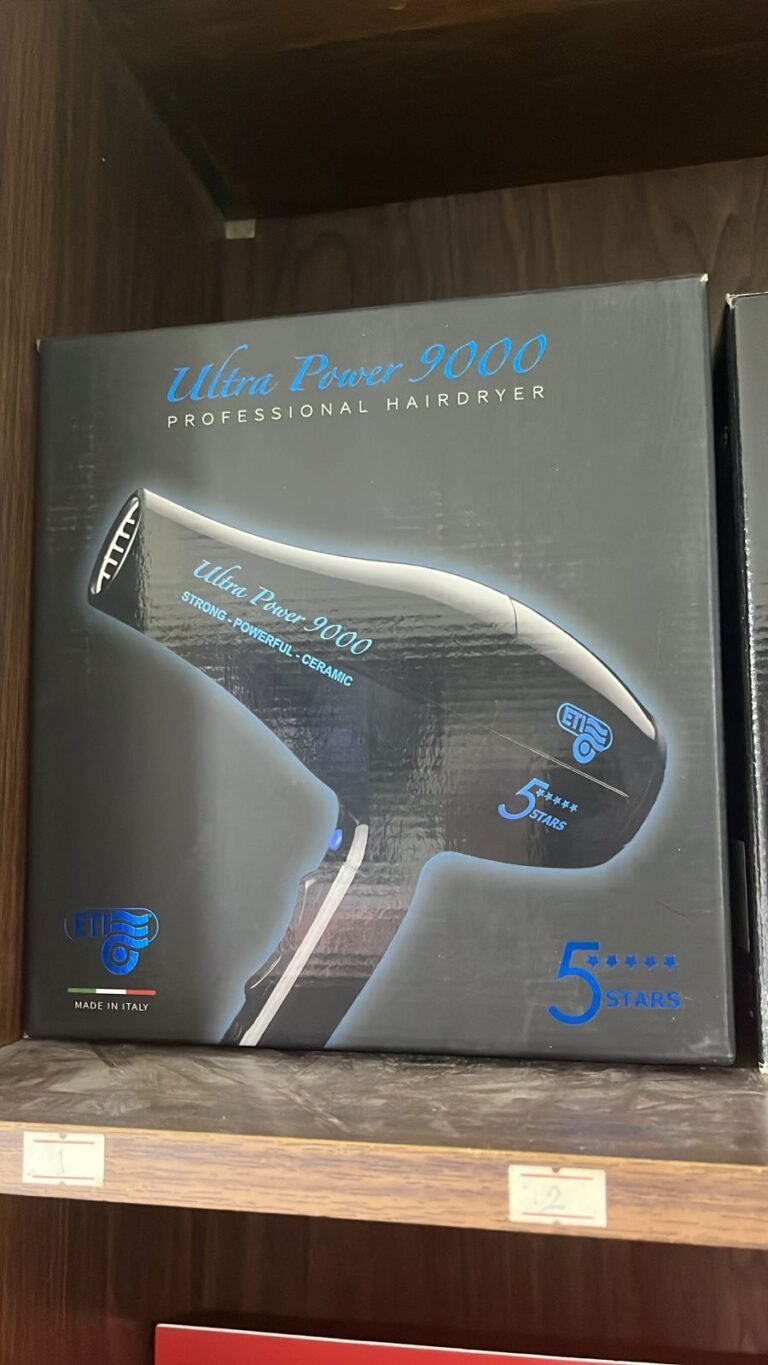 Ultra Power 9000
PROFESSIONAL HAIRDRYER
Ultra Power 9000
STRONG - POWERFUL - CERAMIC
ETI
5 STARS
ETI
MADE IN ITALY
5 STARS
1
2